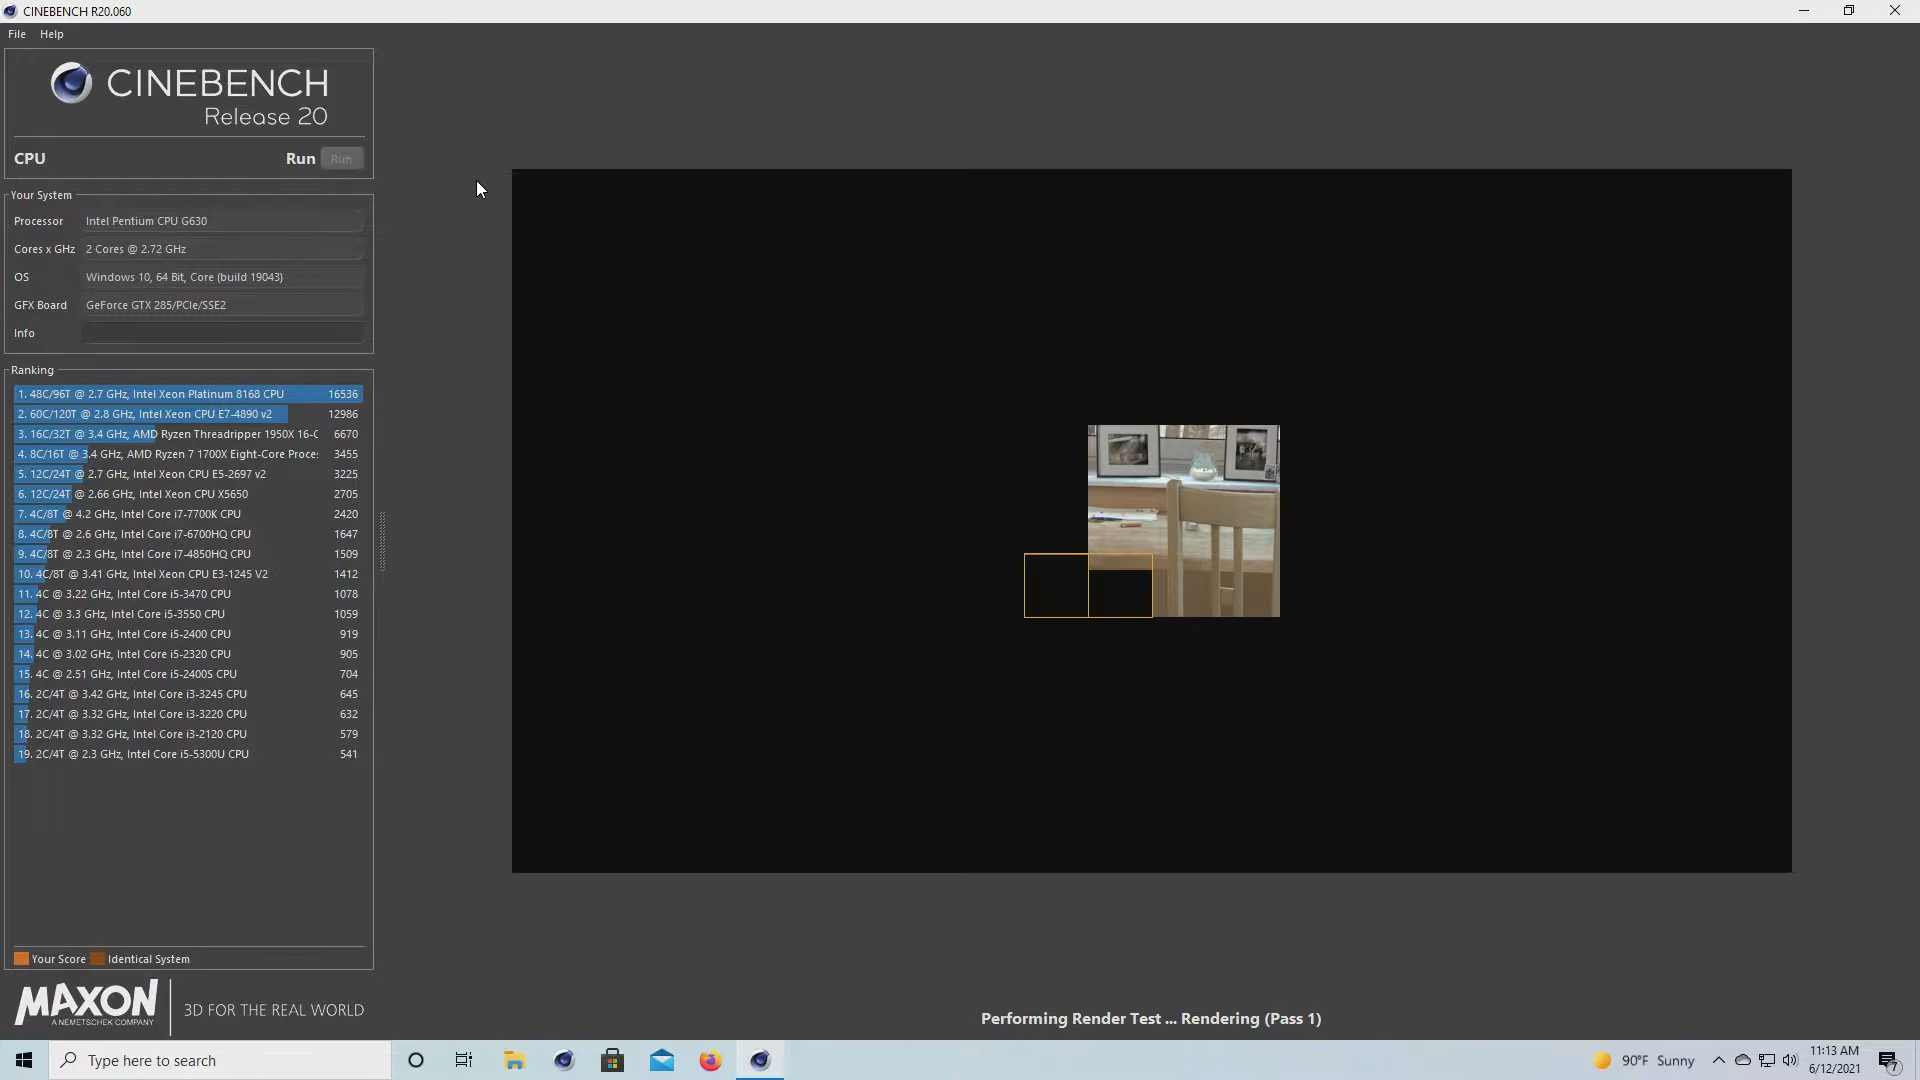 CINEBENCH R20.060
File Help
CINEBENCH
Release 20
CPU Run Run
Your System
Processor Intel Pentium CPU G630
Cores x GHz 2 Cores @ 2.72 GHz
OS Windows 10, 64 Bit, Core (build 19043)
GFX Board GeForce GTX 285/PCIe/SSE2
Info
Ranking
1. 48C/96T @ 2.7 GHz, Intel Xeon Platinum 8168 CPU 16536
2. 60C/120T @ 2.8 GHz, Intel Xeon CPU E7-4890 v2 12986
3. 16C/32T @ 3.4 GHz, AMD Ryzen Threadripper 1950X 16-C 6670
4. 8C/16T @ 3.4 GHz, AMD Ryzen 7 1700X Eight-Core Proce: 3455
5. 12C/24T @ 2.7 GHz, Intel Xeon CPU E5-2697 v2 3225
6. 12C/24T @ 2.66 GHz, Intel Xeon CPU X5650 2705
7. 4C/8T @ 4.2 GHz, Intel Core i7-7700K CPU 2420
8. 4C/8T @ 2.6 GHz, Intel Core i7-6700HQ CPU 1647
9. 4C/8T @ 2.3 GHz, Intel Core i7-4850HQ CPU 1509
10. 4C/8T @ 3.41 GHz, Intel Xeon CPU E3-1245 V2 1412
11. 4C @ 3.22 GHz, Intel Core i5-3470 CPU 1078
12. 4C @ 3.3 GHz, Intel Core i5-3550 CPU 1059
13. 4C @ 3.11 GHz, Intel Core i5-2400 CPU 919
14. 4C @ 3.02 GHz, Intel Core i5-2320 CPU 905
15. 4C @ 2.51 GHz, Intel Core i5-2400S CPU 704
16. 2C/4T @ 3.42 GHz, Intel Core i3-3245 CPU 645
17. 2C/4T @ 3.32 GHz, Intel Core i3-3220 CPU 632
18. 2C/4T @ 3.32 GHz, Intel Core i3-2120 CPU 579
19. 2C/4T @ 2.3 GHz, Intel Core i5-5300U CPU 541
Your Score Identical System
MAXON
A NEMETSCHEK COMPANY
3D FOR THE REAL WORLD
Performing Render Test ... Rendering (Pass 1)
Type here to search
90°F Sunny
11:13 AM
6/12/2021
7